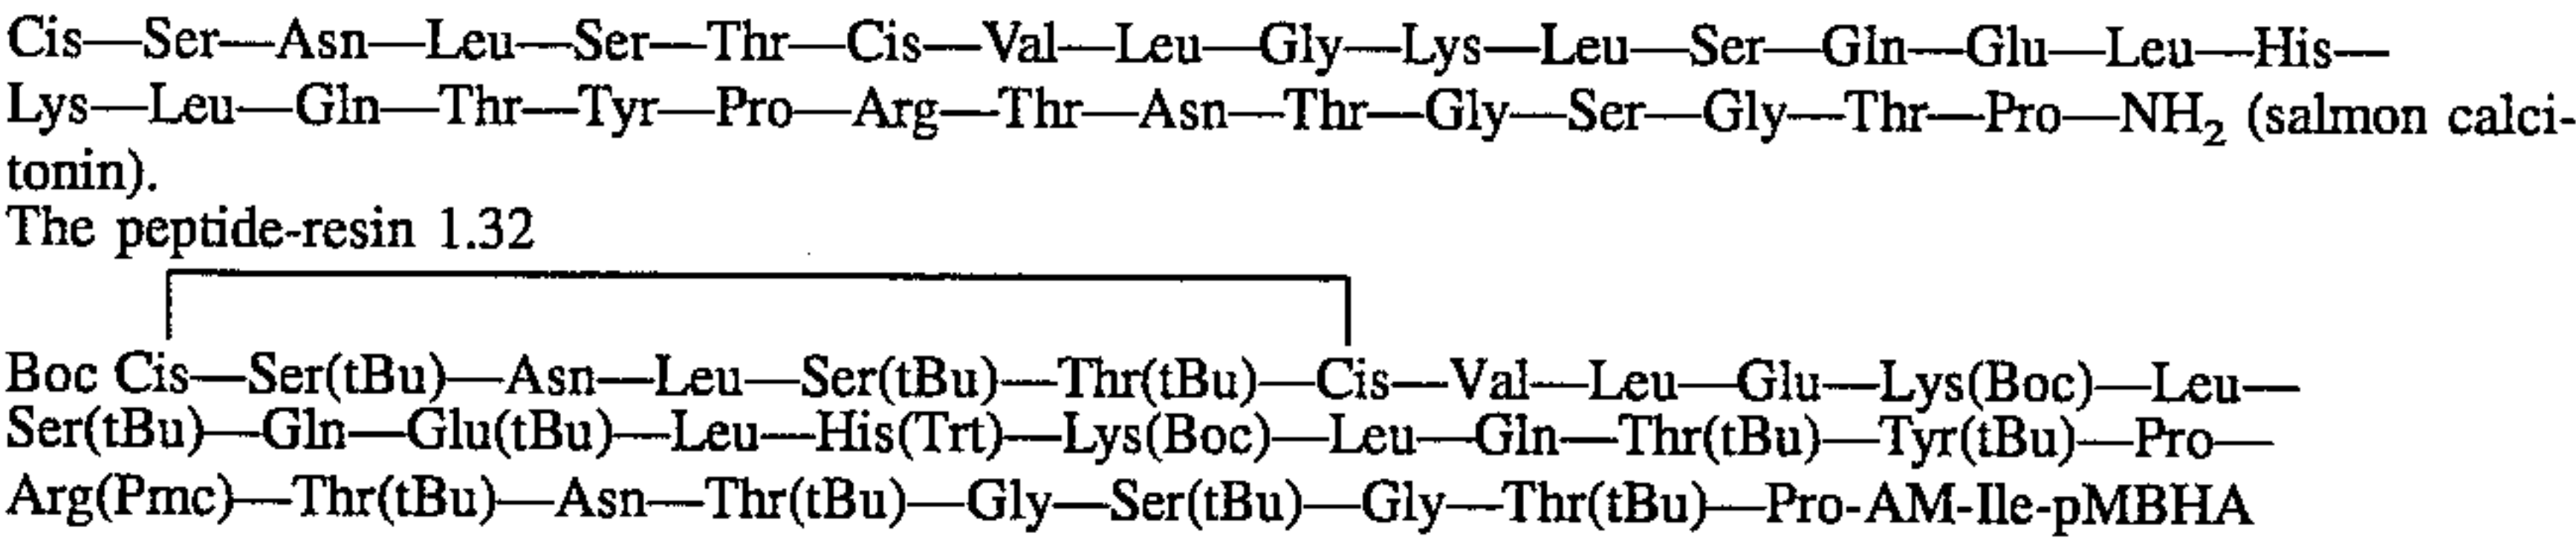 Cis—Ser—Asn—Leu—Ser—Thr—Cis—Val—Leu—Gly—Lys—Leu—Ser—Gln—Glu—Leu—His—
Lys—Leu—Gln—Thr—Tyr—Pro—Arg—Thr—Asn—Thr—Gly—Ser—Gly—Thr—Pro—NH₂ (salmon calci-
tonin).
The peptide-resin 1.32
Boc Cis—Ser(tBu)—Asn—Leu—Ser(tBu)—Thr(tBu)—Cis—Val—Leu—Glu—Lys(Boc)—Leu—
Ser(tBu)—Gln—Glu(tBu)—Leu—His(Trt)—Lys(Boc)—Leu—Gln—Thr(tBu)—Tyr(tBu)—Pro—
Arg(Pmc)—Thr(tBu)—Asn—Thr(tBu)—Gly—Ser(tBu)—Gly—Thr(tBu)—Pro-AM-Ile-pMBHA